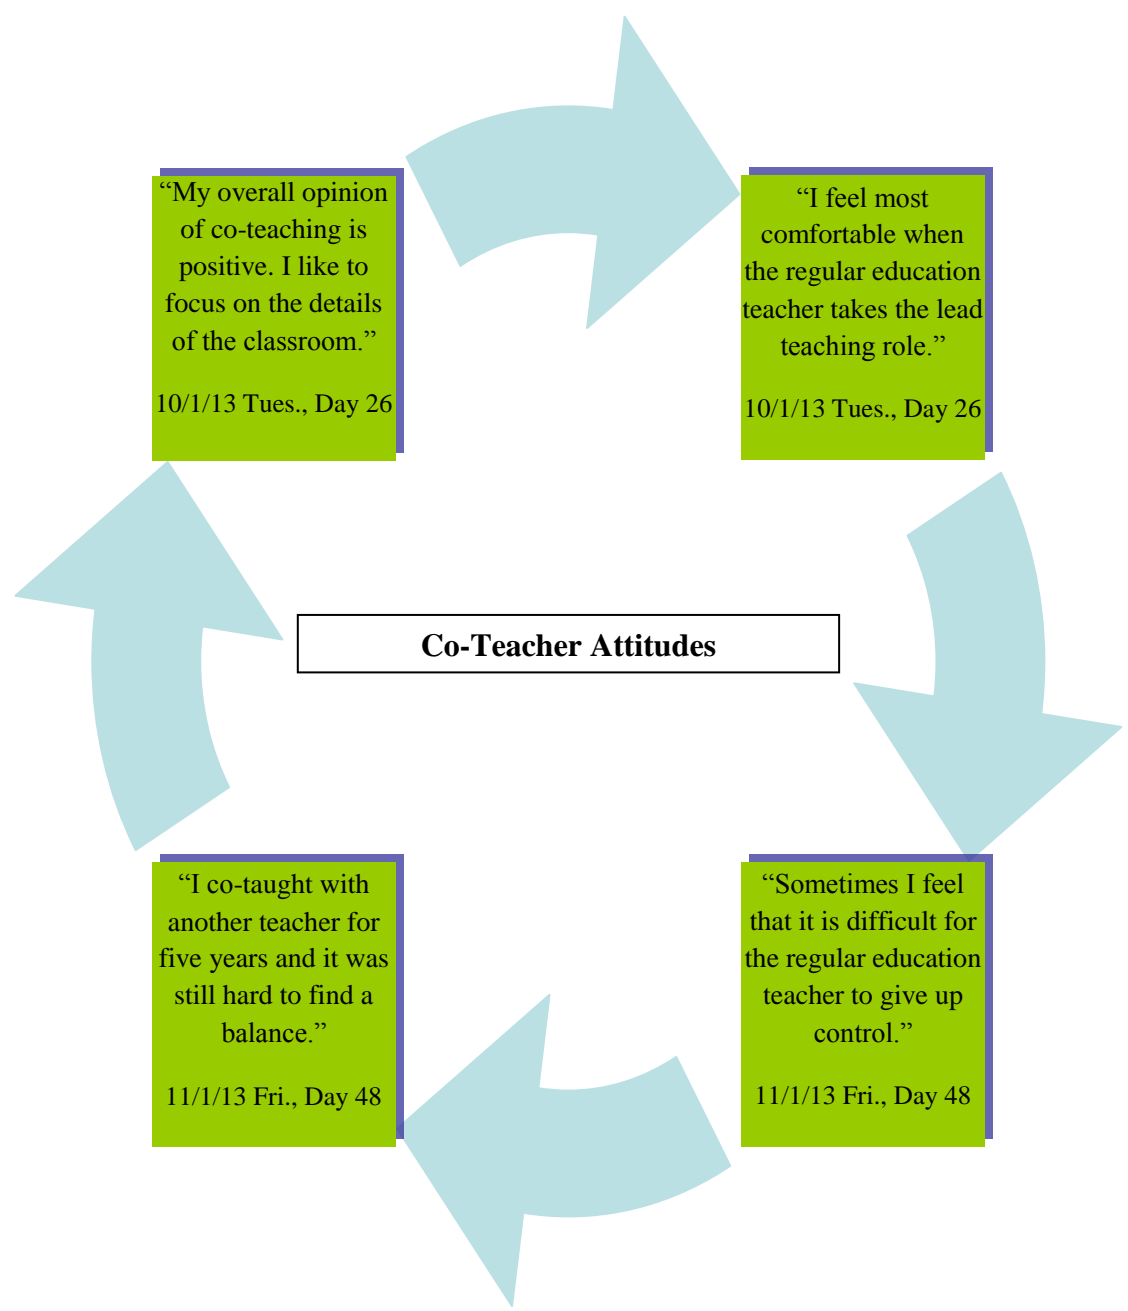 “My overall opinion
of co-teaching is
positive. I like to
focus on the details
of the classroom.”
10/1/13 Tues., Day 26
“I feel most
comfortable when
the regular education
teacher takes the lead
teaching role.”
10/1/13 Tues., Day 26
Co-Teacher Attitudes
“I co-taught with
another teacher for
five years and it was
still hard to find a
balance.”
11/1/13 Fri., Day 48
“Sometimes I feel
that it is difficult for
the regular education
teacher to give up
control.”
11/1/13 Fri., Day 48